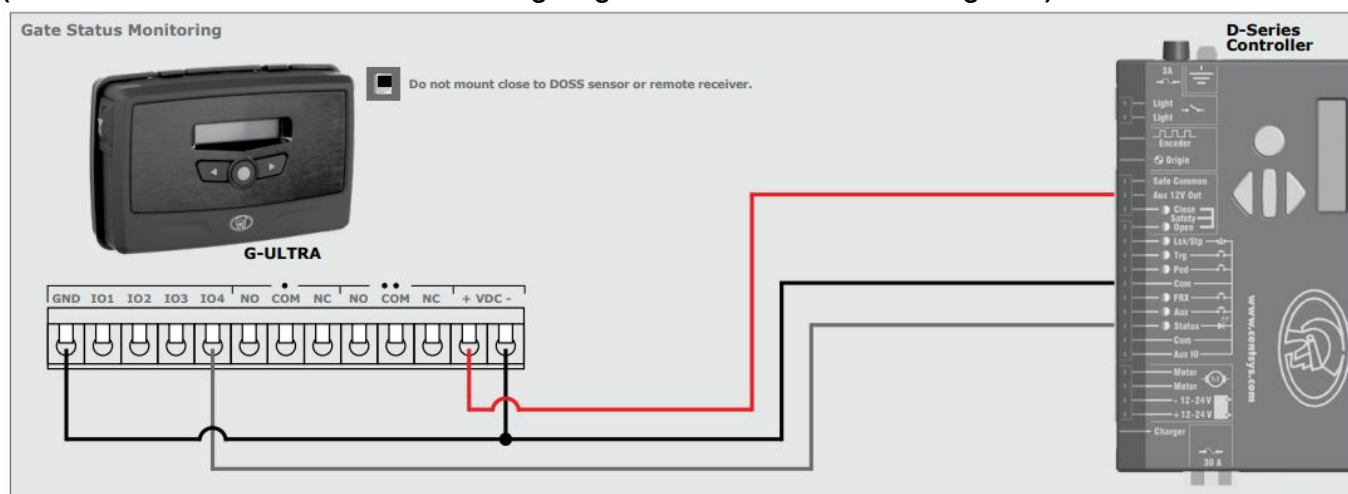 Gate Status Monitoring
Do not mount close to DOSS sensor or remote receiver.
G-ULTRA
GND IO1 IO2 IO3 IO4 NO COM NC NO COM NC + VDC -
D-Series
Controller
3A
Light
Light
Encoder
Origin
Safe Common
Aux 12V Out
Close
Safety
Open
Lck/Stp
Trg
Ped
Com
FRX
Aux
Status
Com
Aux IO
Motor
Motor
M
- 12-24V
+ 12-24V
Charger
30 A
www.centsys.com